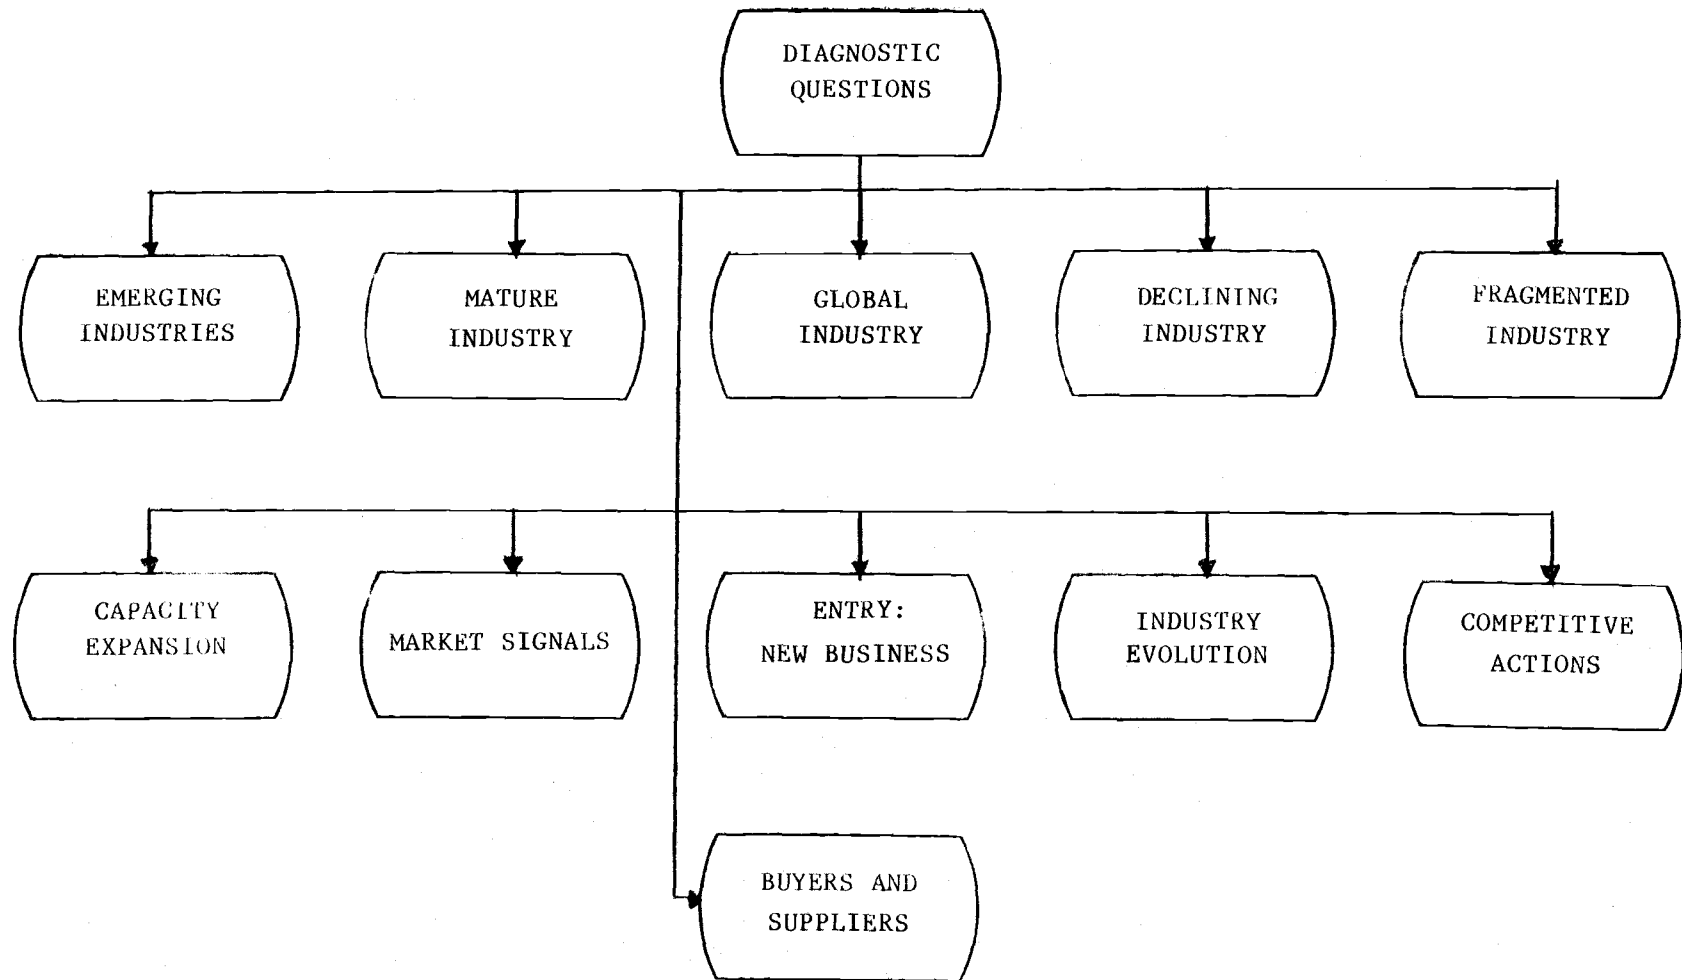 DIAGNOSTIC
QUESTIONS
EMERGING
INDUSTRIES
MATURE
INDUSTRY
GLOBAL
INDUSTRY
DECLINING
INDUSTRY
FRAGMENTED
INDUSTRY
CAPACITY
EXPANSION
MARKET SIGNALS
ENTRY:
NEW BUSINESS
INDUSTRY
EVOLUTION
COMPETITIVE
ACTIONS
BUYERS AND
SUPPLIERS